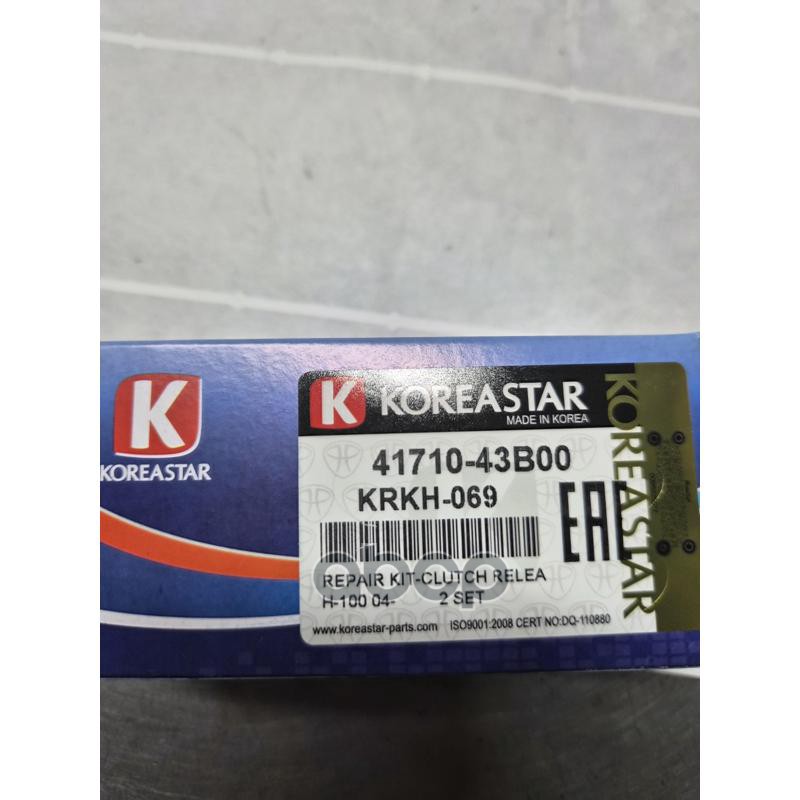 K
KOREASTAR
K KOREASTAR
MADE IN KOREA
41710-43B00
KRKH-069
EAC
REPAIR KIT-CLUTCH RELEA
H-100 04- 2 SET
www.koreastar-parts.com ISO9001:2008 CERT NO:DQ-110880
KOREASTAR
abcp